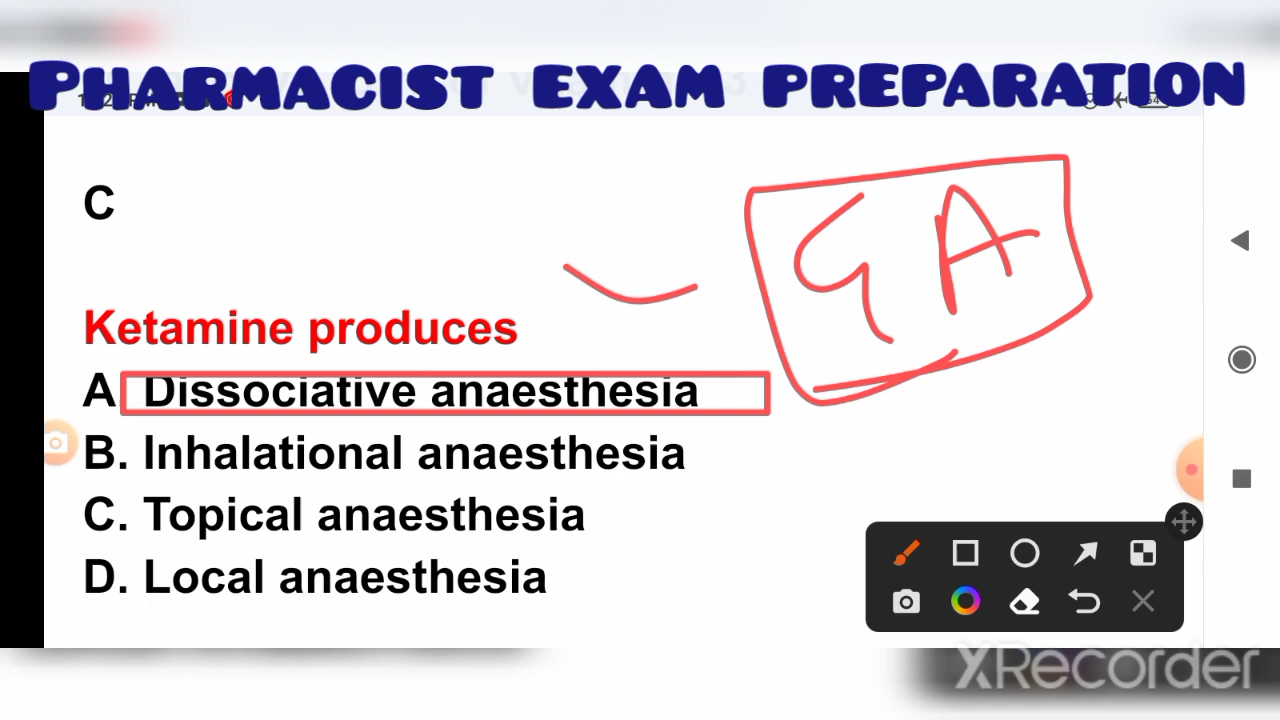 PHARMACIST EXAM PREPARATION
C
GA
Ketamine produces
A. Dissociative anaesthesia
B. Inhalational anaesthesia
C. Topical anaesthesia
D. Local anaesthesia
XRecorder